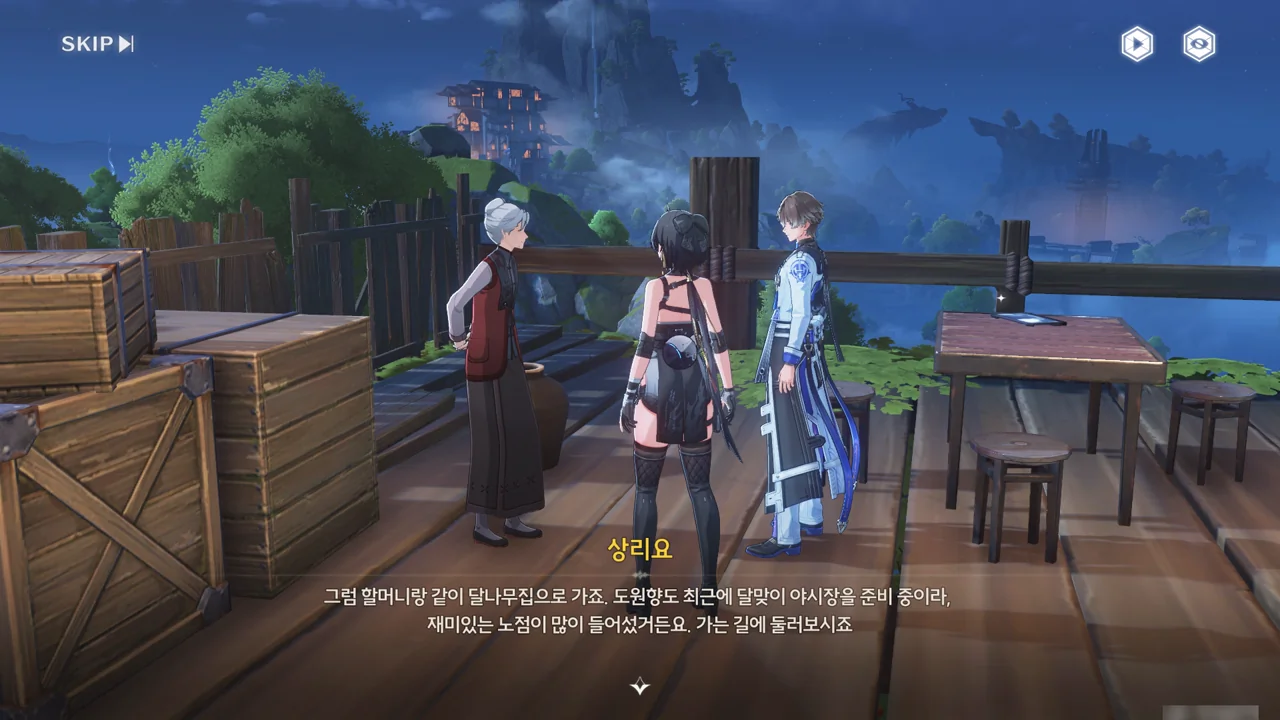 SKIP
상리요
그럼 할머니랑 같이 달나무집으로 가죠. 도원향도 최근에 달맞이 야시장을 준비 중이라,
재미있는 노점이 많이 들어섰거든요. 가는 길에 둘러보시죠